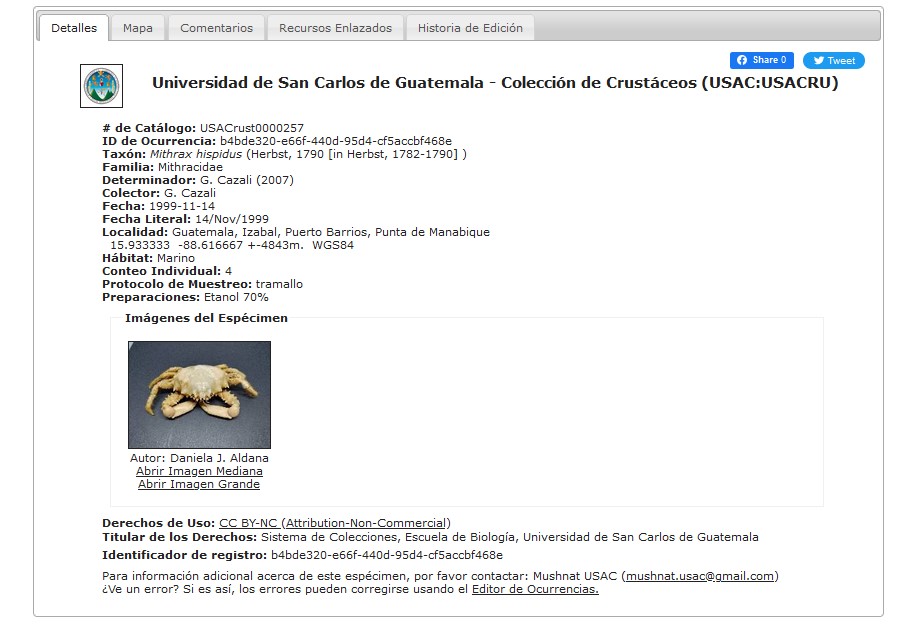 Detalles
Mapa
Comentarios
Recursos Enlazados
Historia de Edición
Share 0
Tweet
Universidad de San Carlos de Guatemala - Colección de Crustáceos (USAC:USACRU)
# de Catálogo: USACrust0000257
ID de Ocurrencia: b4bde320-e66f-440d-95d4-cf5accbf468e
Taxón: Mithrax hispidus (Herbst, 1790 [in Herbst, 1782-1790] )
Familia: Mithracidae
Determinador: G. Cazali (2007)
Colector: G. Cazali
Fecha: 1999-11-14
Fecha Literal: 14/Nov/1999
Localidad: Guatemala, Izabal, Puerto Barrios, Punta de Manabique
15.933333 -88.616667 +-4843m. WGS84
Hábitat: Marino
Conteo Individual: 4
Protocolo de Muestreo: tramallo
Preparaciones: Etanol 70%
Imágenes del Espécimen
Autor: Daniela J. Aldana
Abrir Imagen Mediana
Abrir Imagen Grande
Derechos de Uso: CC BY-NC (Attribution-Non-Commercial)
Titular de los Derechos: Sistema de Colecciones, Escuela de Biología, Universidad de San Carlos de Guatemala
Identificador de registro: b4bde320-e66f-440d-95d4-cf5accbf468e
Para información adicional acerca de este espécimen, por favor contactar: Mushnat USAC (mushnat.usac@gmail.com)
¿Ve un error? Si es así, los errores pueden corregirse usando el Editor de Ocurrencias.